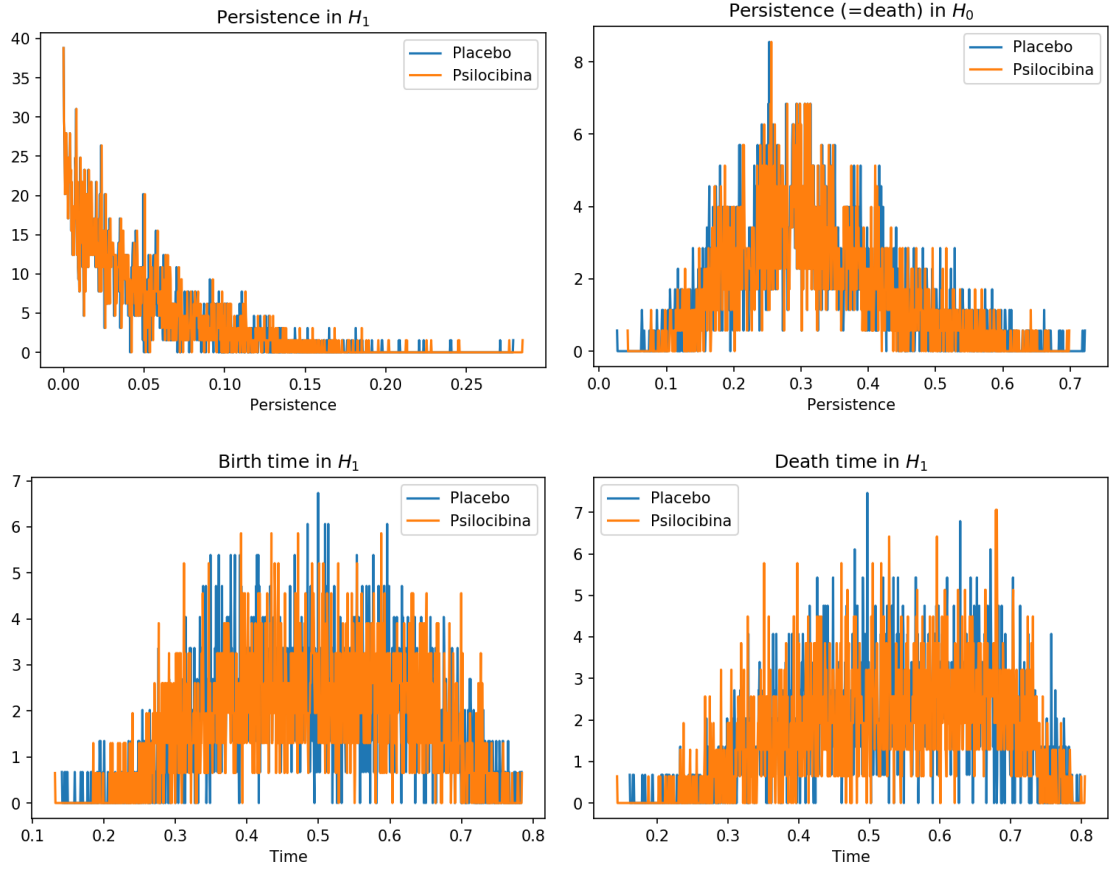 Persistence in H₁
40
35
30
25
20
15
10
5
0
0.00 0.05 0.10 0.15 0.20 0.25
Persistence
Placebo
Psilocibina
Persistence (=death) in H₀
8
6
4
2
0
0.0 0.1 0.2 0.3 0.4 0.5 0.6 0.7
Persistence
Placebo
Psilocibina
Birth time in H₁
7
6
5
4
3
2
1
0
0.1 0.2 0.3 0.4 0.5 0.6 0.7 0.8
Time
Placebo
Psilocibina
Death time in H₁
7
6
5
4
3
2
1
0
0.2 0.3 0.4 0.5 0.6 0.7 0.8
Time
Placebo
Psilocibina